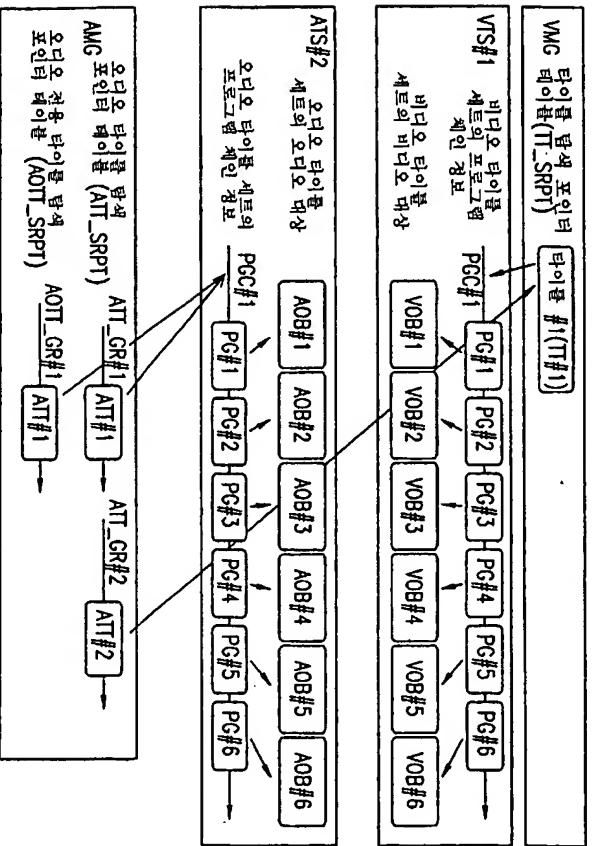 VMG 타이틀 탐색 포인터
테이블(TT_SRPT)
타이틀 #1(TT#1)
VTS#1
비디오 타이틀
세트의 프로그램
체인 정보
PGC#1
PG#1 PG#2 PG#3 PG#4 PG#5 PG#6
비디오 타이틀
세트의 비디오 대상
VOB#1 VOB#2 VOB#3 VOB#4 VOB#5 VOB#6
ATS#2
오디오 타이틀
세트의 오디오 대상
AOB#1 AOB#2 AOB#3 AOB#4 AOB#5 AOB#6
오디오 타이틀 세트의
프로그램 체인 정보
PGC#1
PG#1 PG#2 PG#3 PG#4 PG#5 PG#6
AMG
오디오 타이틀 탐색
포인터 테이블 (ATT_SRPT)
ATT_GR#1 ATT_GR#2
ATT#1 ATT#2
오디오 전용 타이틀 탐색
포인터 테이블 (AOTT_SRPT)
AOTT_GR#1
ATT#1